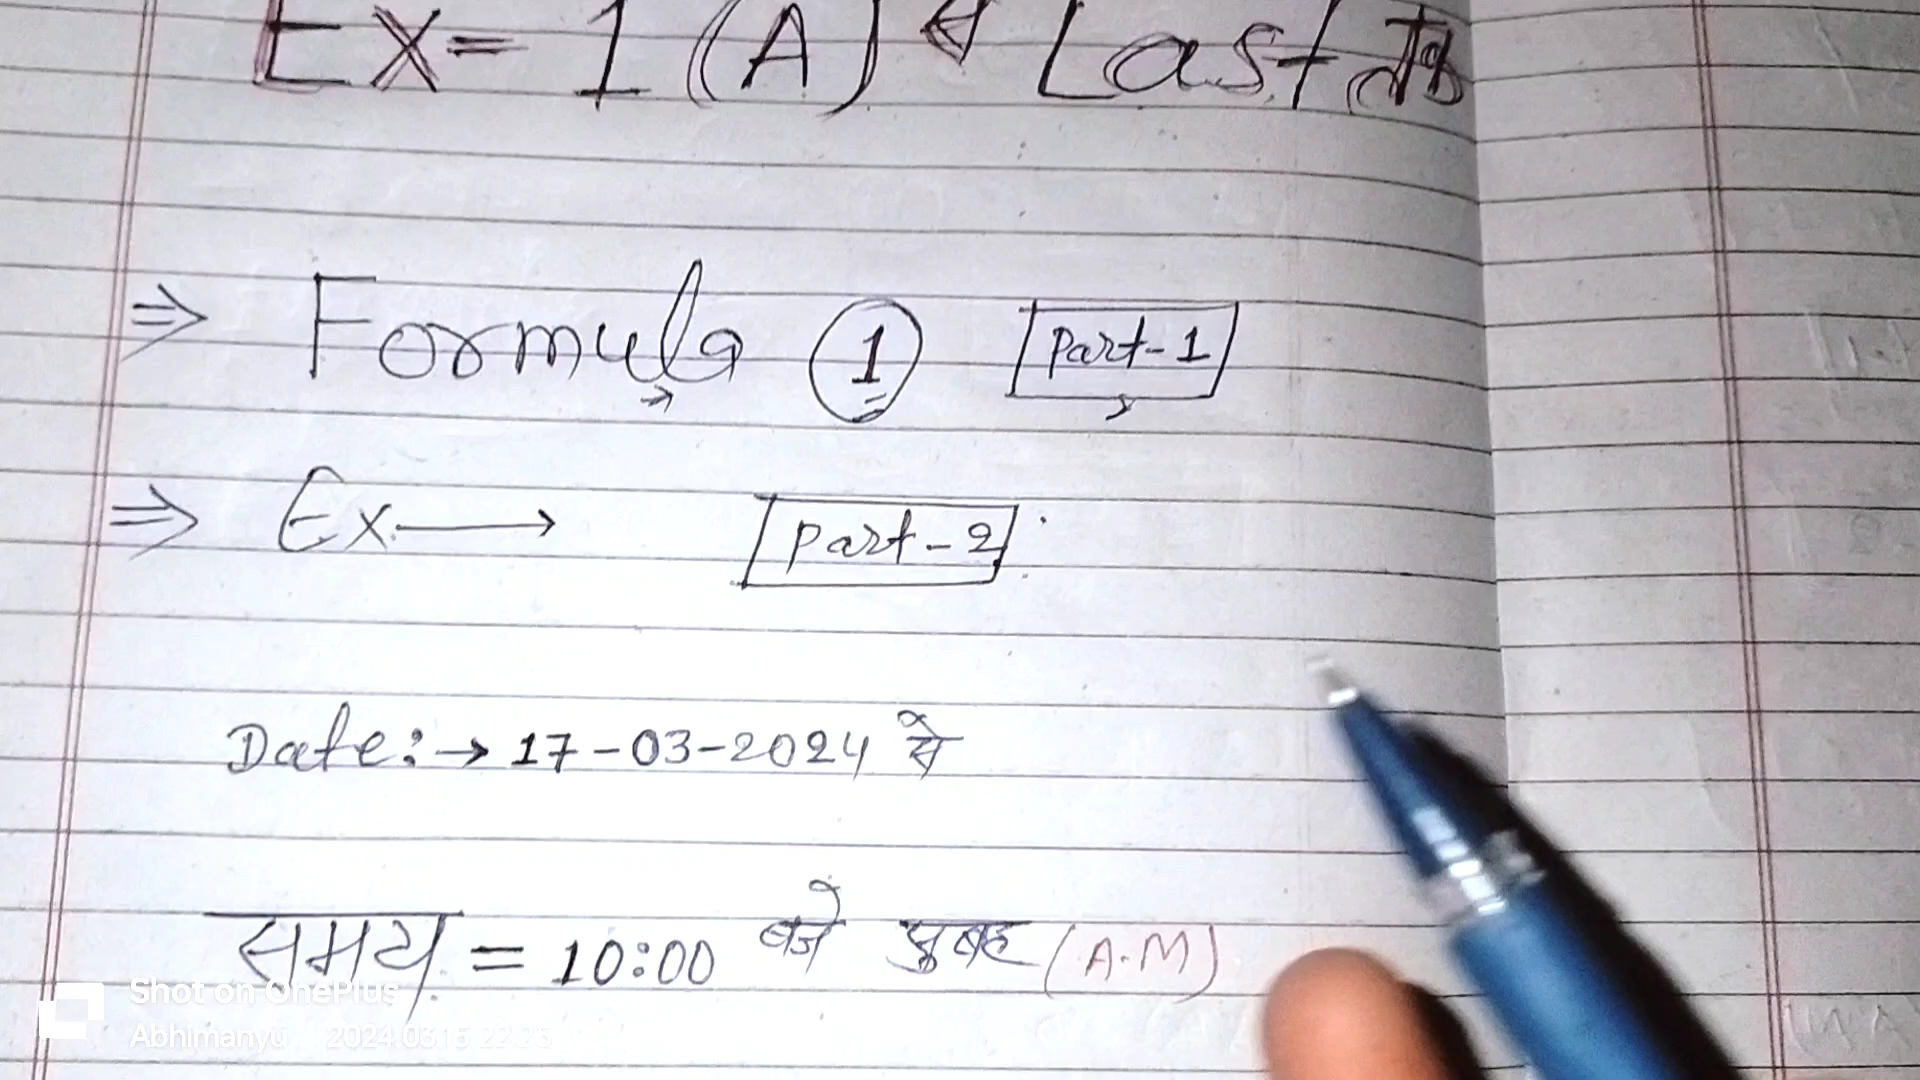 Ex= 1 (A) से Last तक
⇒ Formula 1 Part-1
⇒ Ex. → Part-2
Date:→ 17-03-2024 से
समय = 10:00 बजे सुबह (A.M)
Shot on OnePlus
Abhimanyu